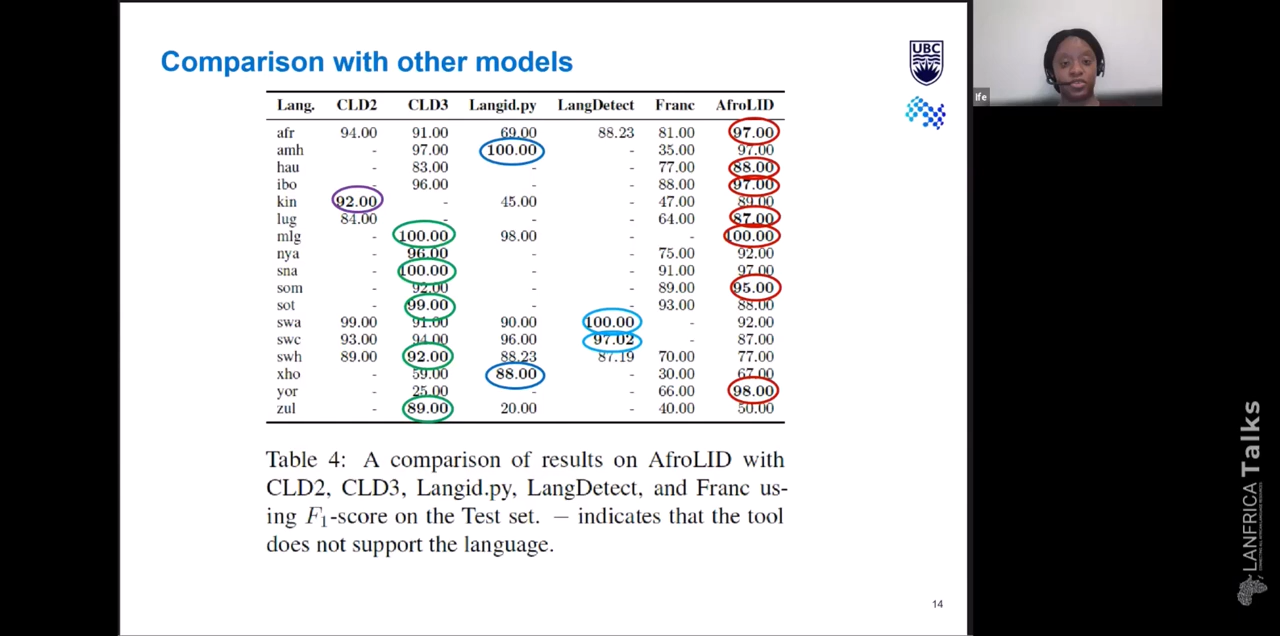 Comparison with other models
UBC
Ife
Lang. CLD2 CLD3 Langid.py LangDetect Franc AfroLID
afr 94.00 91.00 69.00 88.23 81.00 97.00
amh - 97.00 100.00 - 35.00 97.00
hau - 83.00 - - 77.00 88.00
ibo - 96.00 - - 88.00 97.00
kin 92.00 - 45.00 - 47.00 89.00
lug 84.00 - - - 64.00 87.00
mlg - 100.00 98.00 - - 100.00
nya - 96.00 - - 75.00 92.00
sna - 100.00 - - 91.00 97.00
som - 92.00 - - 89.00 95.00
sot - 99.00 - - 93.00 88.00
swa 99.00 91.00 90.00 100.00 - 92.00
swc 93.00 94.00 96.00 97.02 - 87.00
swh 89.00 92.00 88.23 87.19 70.00 77.00
xho - 59.00 88.00 - 30.00 67.00
yor - 25.00 - - 66.00 98.00
zul - 89.00 20.00 - 40.00 50.00
Table 4: A comparison of results on AfroLID with
CLD2, CLD3, Langid.py, LangDetect, and Franc us-
ing F1-score on the Test set. − indicates that the tool
does not support the language.
14
LANFRICA Talks